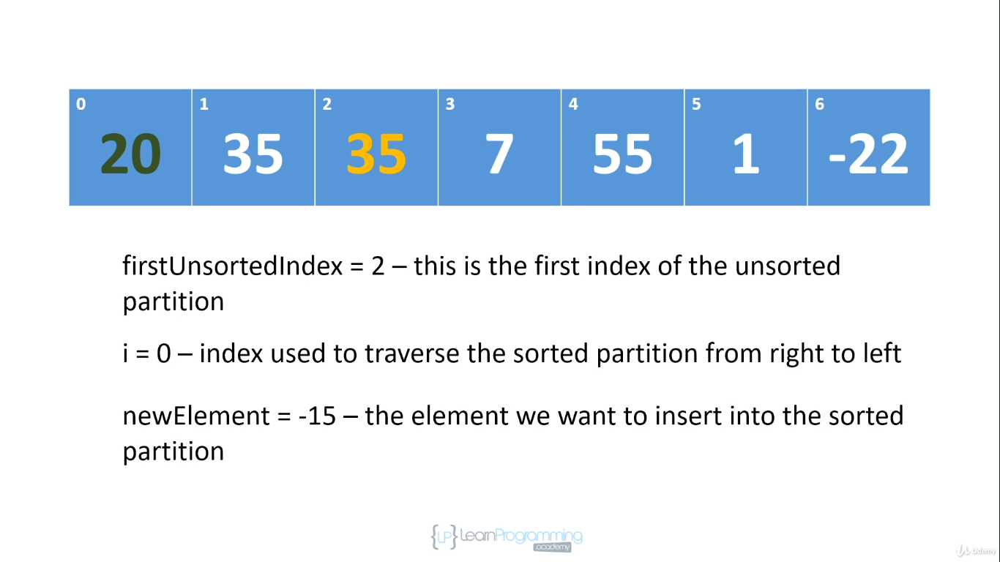 0 1 2 3 4 5 6
20 35 35 7 55 1 -22
firstUnsortedIndex = 2 – this is the first index of the unsorted
partition
i = 0 – index used to traverse the sorted partition from right to left
newElement = -15 – the element we want to insert into the sorted
partition
{LP} LearnProgramming
.academy
Udemy